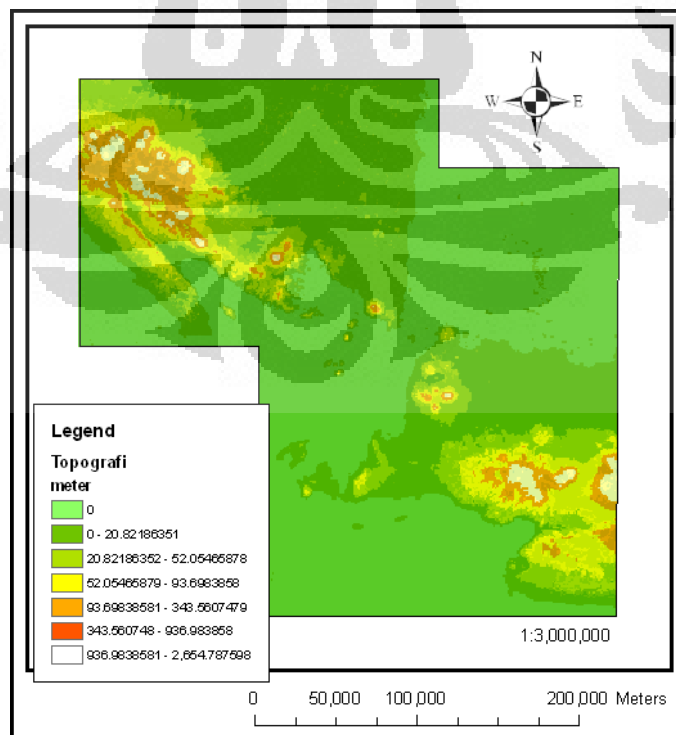 N
W E
S
Legend
Topografi
meter
0
0 - 20.82186351
20.82186352 - 52.05465878
52.05465879 - 93.6983858
93.69838581 - 343.5607479
343.560748 - 936.983858
936.9838581 - 2,654.787598
1:3,000,000
0 50,000 100,000 200,000 Meters